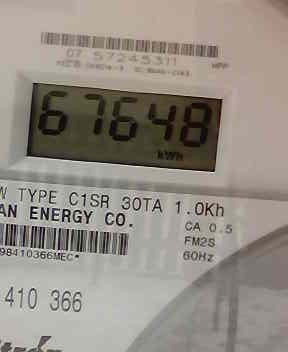 07 57245311
MPP
67648
kWh
W TYPE C1SR 30TA 1.0Kh
AN ENERGY CO.
CA 0.5
FM2S
60Hz
98410366MEC*
410 366